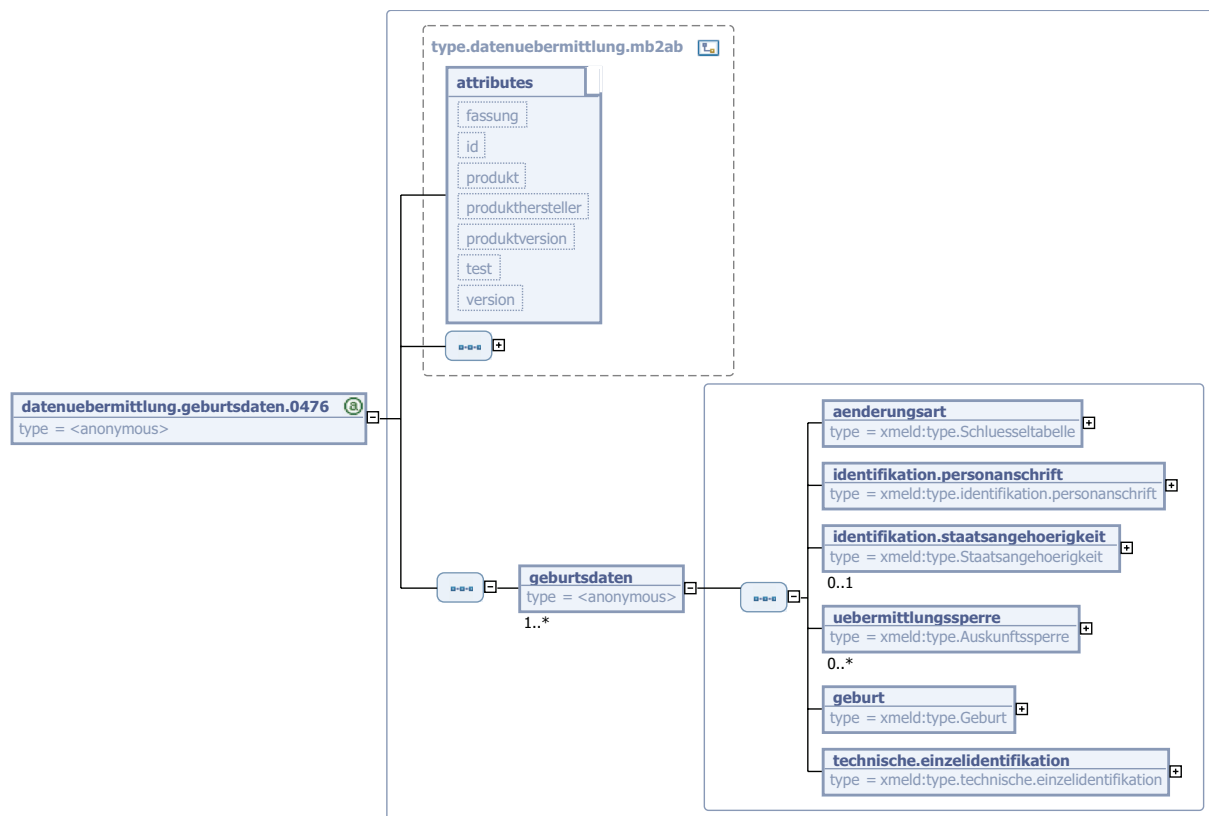 type.datenuebermittlung.mb2ab
attributes
fassung
id
produkt
produkthersteller
produktversion
test
version
datenuebermittlung.geburtsdaten.0476 @
type = <anonymous>
geburtsdaten
type = <anonymous>
1..*
aenderungsart
type = xmeld:type.Schluesseltabelle
identifikation.personanschrift
type = xmeld:type.identifikation.personanschrift
identifikation.staatsangehoerigkeit
type = xmeld:type.Staatsangehoerigkeit
0..1
uebermittlungssperre
type = xmeld:type.Auskunftssperre
0..*
geburt
type = xmeld:type.Geburt
technische.einzelidentifikation
type = xmeld:type.technische.einzelidentifikation